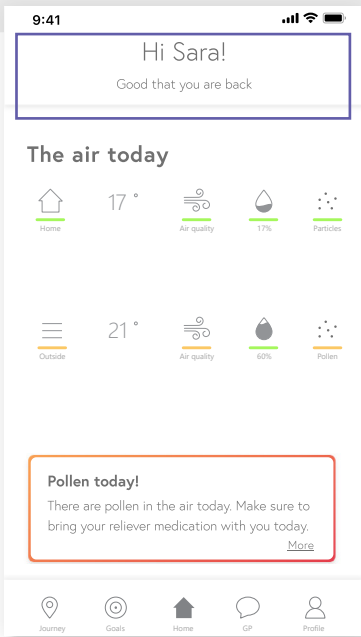 9:41
Hi Sara!
Good that you are back
The air today
17 °
Home Air quality 17% Particles
21 °
Outside Air quality 60% Pollen
Pollen today!
There are pollen in the air today. Make sure to
bring your reliever medication with you today.
More
Journey Goals Home GP Profile